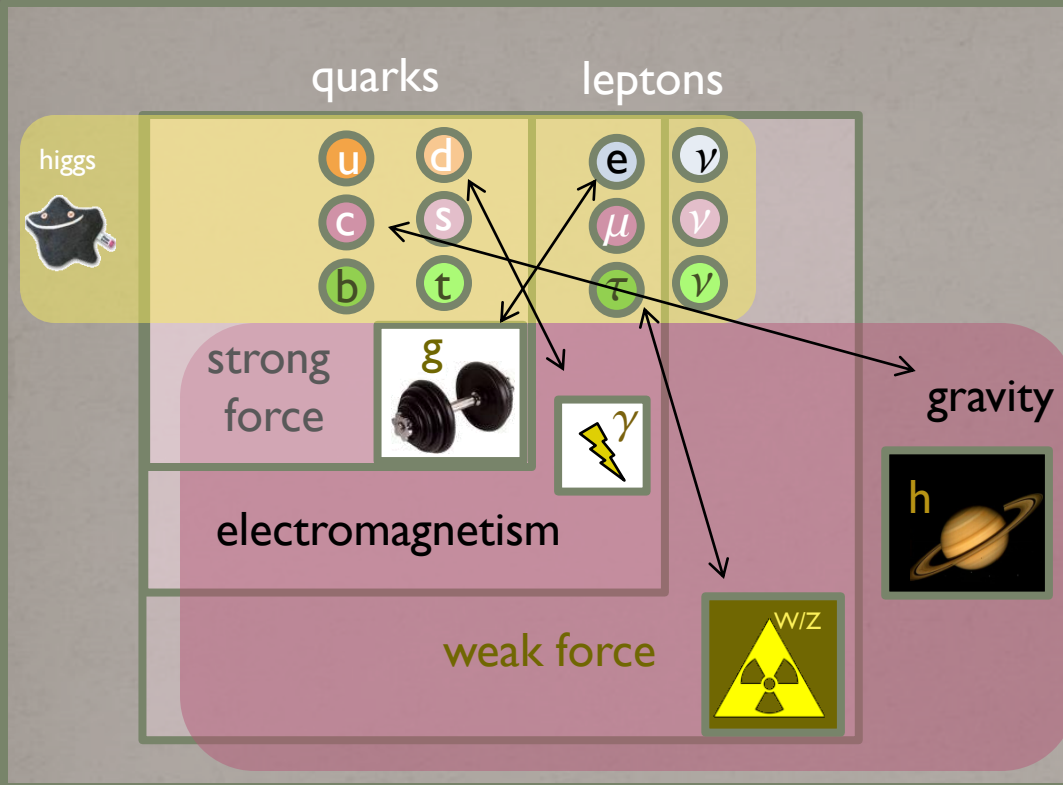 quarks
leptons
higgs
u d e ν
c s μ ν
b t τ ν
g
strong
force
γ
gravity
h
electromagnetism
W/Z
weak force